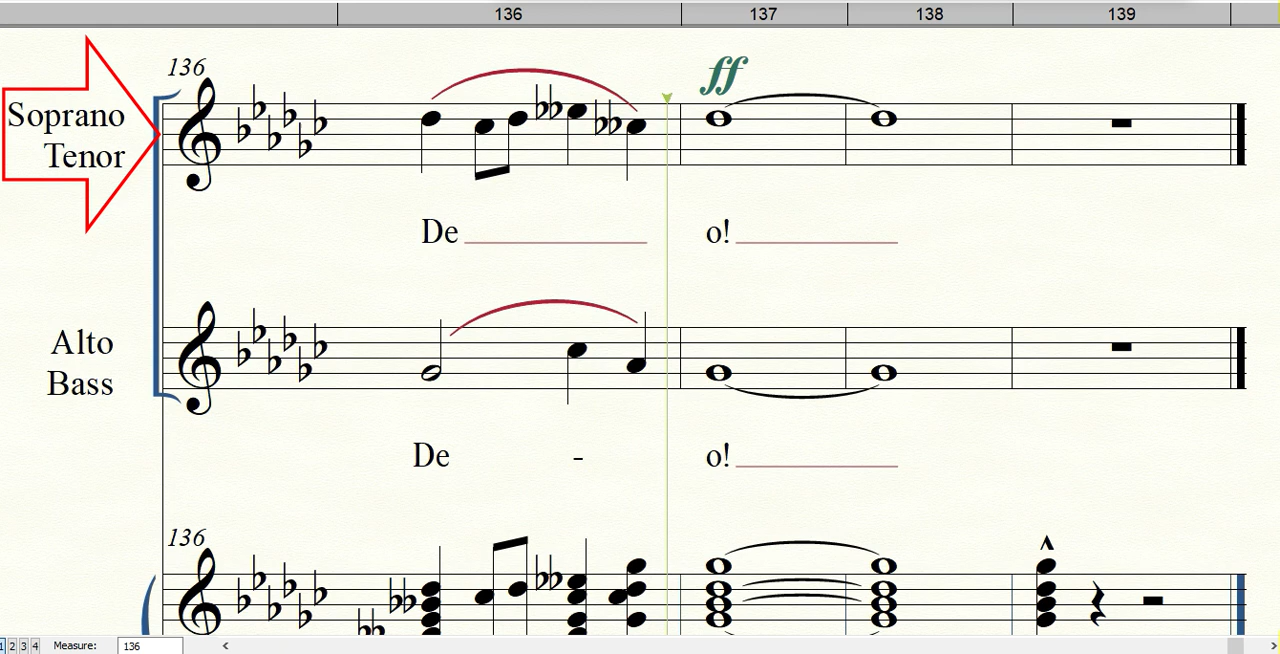 136 137 138 139
136
ff
Soprano
Tenor
De o!
Alto
Bass
De - o!
136
1 2 3 4 Measure: 136